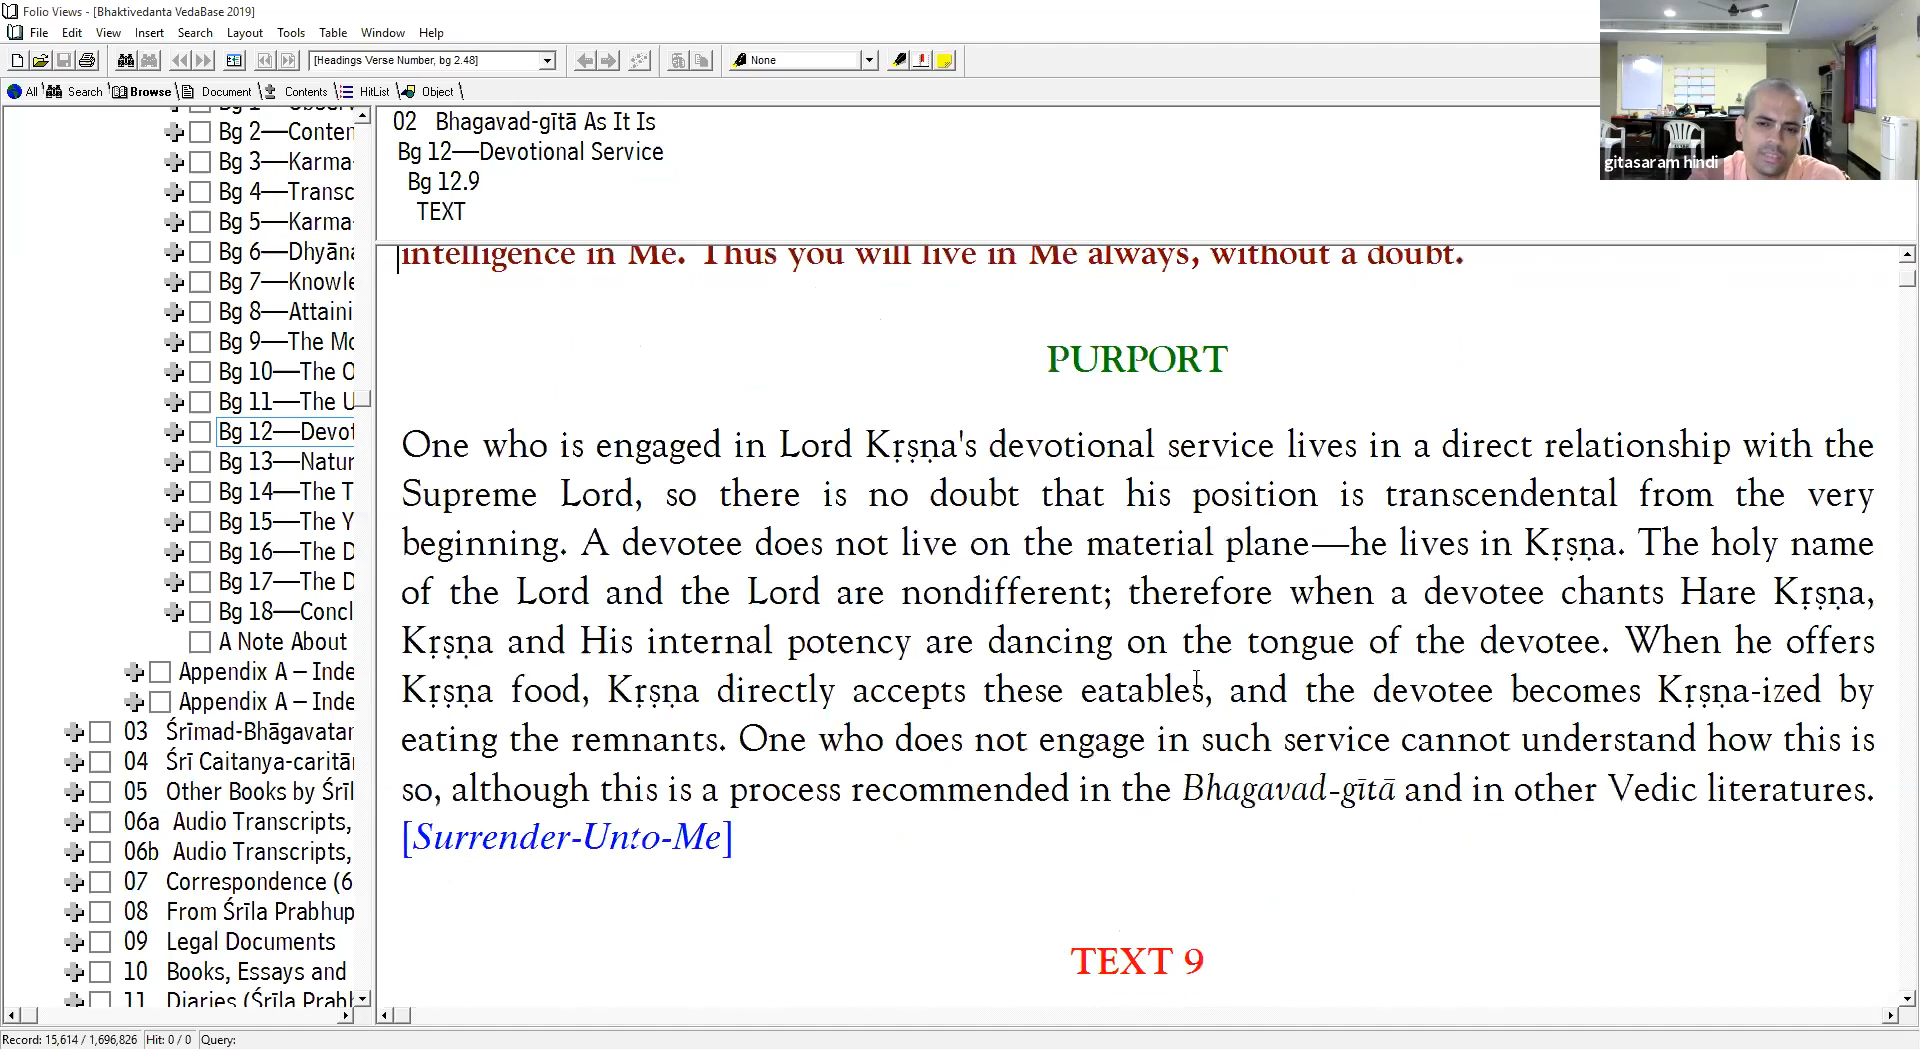 Folio Views - [Bhaktivedanta VedaBase 2019]
File Edit View Insert Search Layout Tools Table Window Help
[Headings Verse Number, bg 2.48]
None
All Search Browse Document Contents HitList Object
Bg 2—Conten
Bg 3—Karma-
Bg 4—Transc
Bg 5—Karma-
Bg 6—Dhyāna
Bg 7—Knowle
Bg 8—Attaini
Bg 9—The Mo
Bg 10—The O
Bg 11—The U
Bg 12—Devot
Bg 13—Natur
Bg 14—The T
Bg 15—The Y
Bg 16—The D
Bg 17—The D
Bg 18—Concl
A Note About
Appendix A – Inde
Appendix A – Inde
03 Śrīmad-Bhāgavatar
04 Śrī Caitanya-caritā
05 Other Books by Śrīl
06a Audio Transcripts,
06b Audio Transcripts,
07 Correspondence (6
08 From Śrīla Prabhup
09 Legal Documents
10 Books, Essays and
11 Diaries (Śrīla Prabl
02 Bhagavad-gītā As It Is
Bg 12—Devotional Service
Bg 12.9
TEXT
intelligence in Me. Thus you will live in Me always, without a doubt.
PURPORT
One who is engaged in Lord Kṛṣṇa's devotional service lives in a direct relationship with the
Supreme Lord, so there is no doubt that his position is transcendental from the very
beginning. A devotee does not live on the material plane—he lives in Kṛṣṇa. The holy name
of the Lord and the Lord are nondifferent; therefore when a devotee chants Hare Kṛṣṇa,
Kṛṣṇa and His internal potency are dancing on the tongue of the devotee. When he offers
Kṛṣṇa food, Kṛṣṇa directly accepts these eatables, and the devotee becomes Kṛṣṇa-ized by
eating the remnants. One who does not engage in such service cannot understand how this is
so, although this is a process recommended in the Bhagavad-gītā and in other Vedic literatures.
[Surrender-Unto-Me]
TEXT 9
gitasaram hindi
Record: 15,614 / 1,696,826 Hit: 0 / 0 Query: